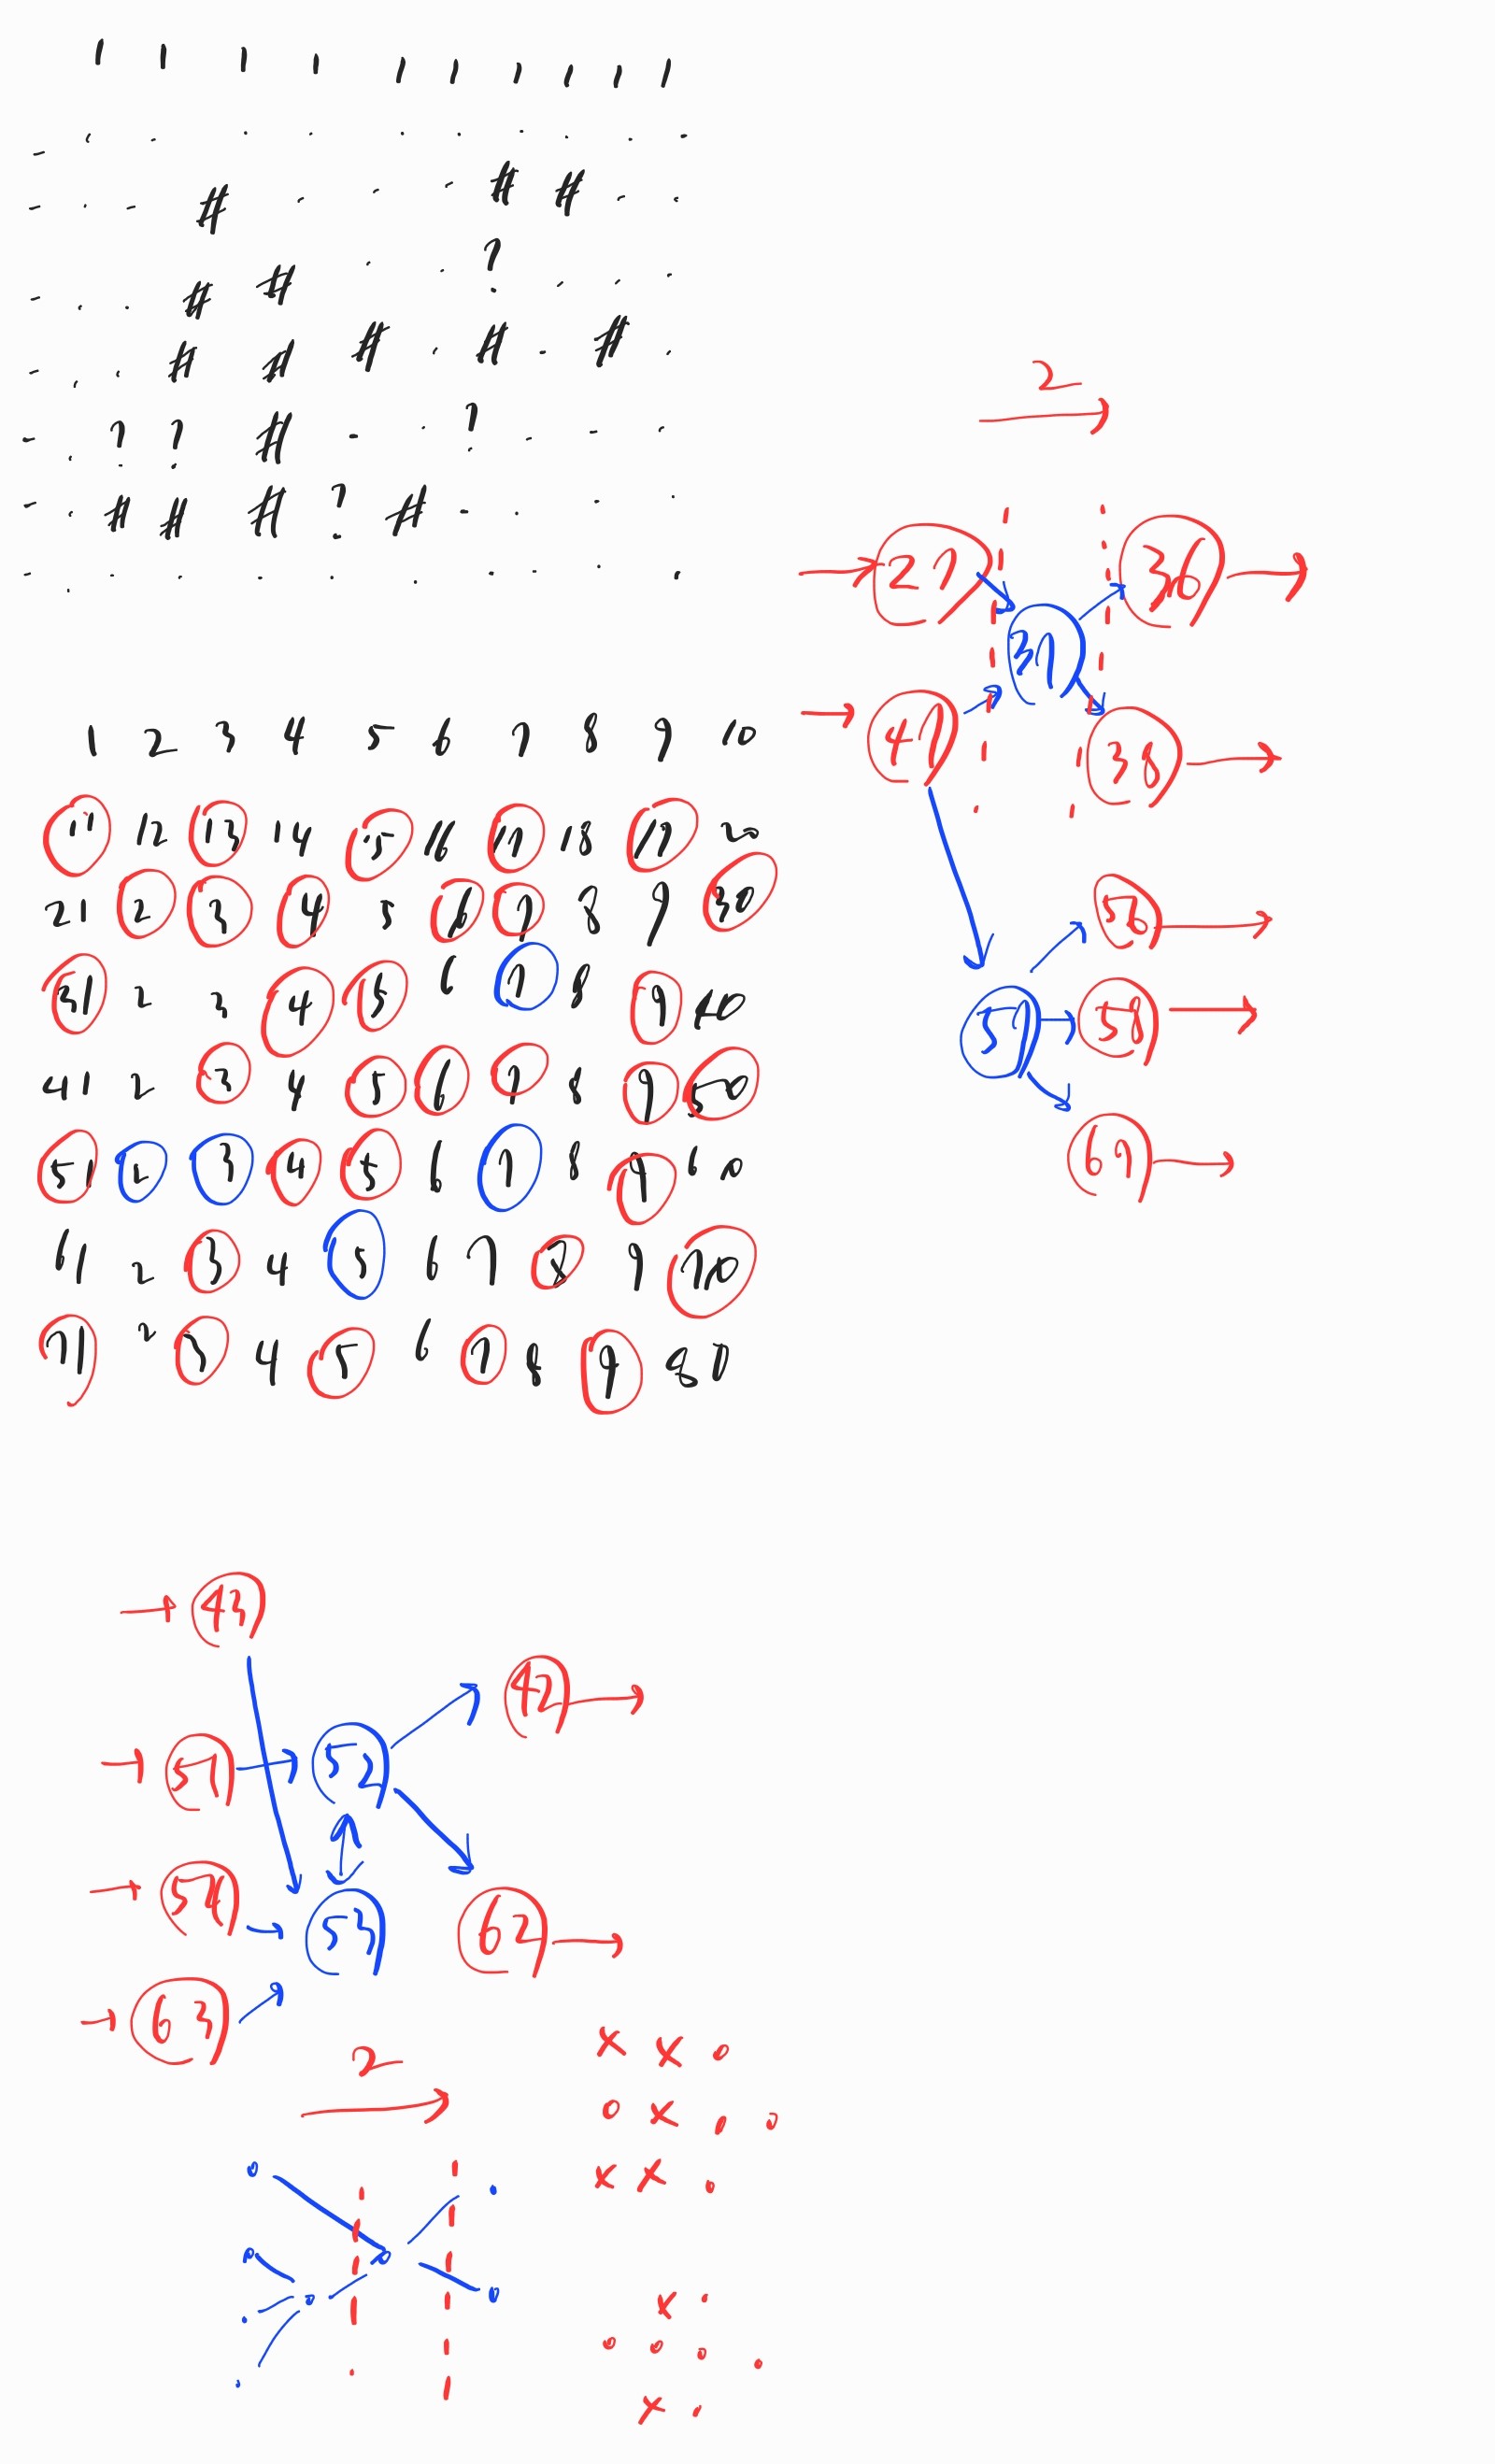 1 1 1 1 1 1 1 1 1 1
- . . . . . . . . . .
- . . # . . . # # . .
- . . # # . . ? . . .
- . . # # # . # . # .
- . ? ? # . . ? . . .
- . # # # ? # . . . .
- . . . . . . . . . .
2
27 36
37
47 38
1 2 3 4 5 6 7 8 9 10
11 12 13 14 15 16 17 18 19 20
21 2 3 4 5 6 7 8 9 30
31 2 3 4 5 6 7 8 9 40
41 2 3 4 5 6 7 8 9 50
51 2 3 4 5 6 7 8 9 60
61 2 3 4 5 6 7 8 9 70
71 2 3 4 5 6 7 8 9 80
56
57 58
67
43
42
51 52
54 53 62
63
2
x x o
o x o o
x x o
x o
o o o o
x o